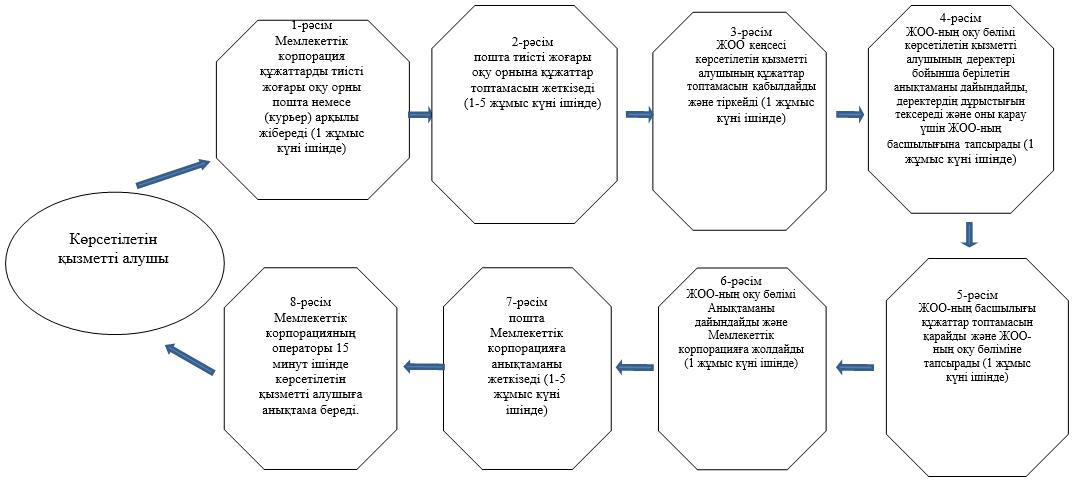 Көрсетілетін
қызметті алушы
1-рәсім
Мемлекеттік
корпорация
құжаттарды тиісті
жоғары оқу орны
пошта немесе
(курьер) арқылы
жібереді (1 жұмыс
күні ішінде)
2-рәсім
пошта тиісті жоғары
оқу орнына құжаттар
топтамасын жеткізеді
(1-5 жұмыс күні ішінде)
3-рәсім
ЖОО кеңсесі
көрсетілетін қызметті
алушының құжаттар
топтамасын қабылдайды
және тіркейді (1 жұмыс
күні ішінде)
4-рәсім
ЖОО-ның оқу бөлімі
көрсетілетін қызметті
алушының деректері
бойынша берілетін
анықтаманы дайындайды,
деректердің дұрыстығын
тексереді және оны қарау
үшін ЖОО-ның
басшылығына тапсырады (1
жұмыс күні ішінде)
5-рәсім
ЖОО-ның басшылығы
құжаттар топтамасын
қарайды және ЖОО-
ның оқу бөліміне
тапсырады (1 жұмыс
күні ішінде)
6-рәсім
ЖОО-ның оқу бөлімі
Анықтаманы
дайындайды және
Мемлекеттік
корпорацияға жолдайды
(1 жұмыс күні ішінде)
7-рәсім
пошта
Мемлекеттік
корпорацияға
анықтаманы
жеткізеді (1-5
жұмыс күні
ішінде)
8-рәсім
Мемлекеттік
корпорацияның
операторы 15
минут ішінде
көрсетілетін
қызметті алушыға
анықтама береді.